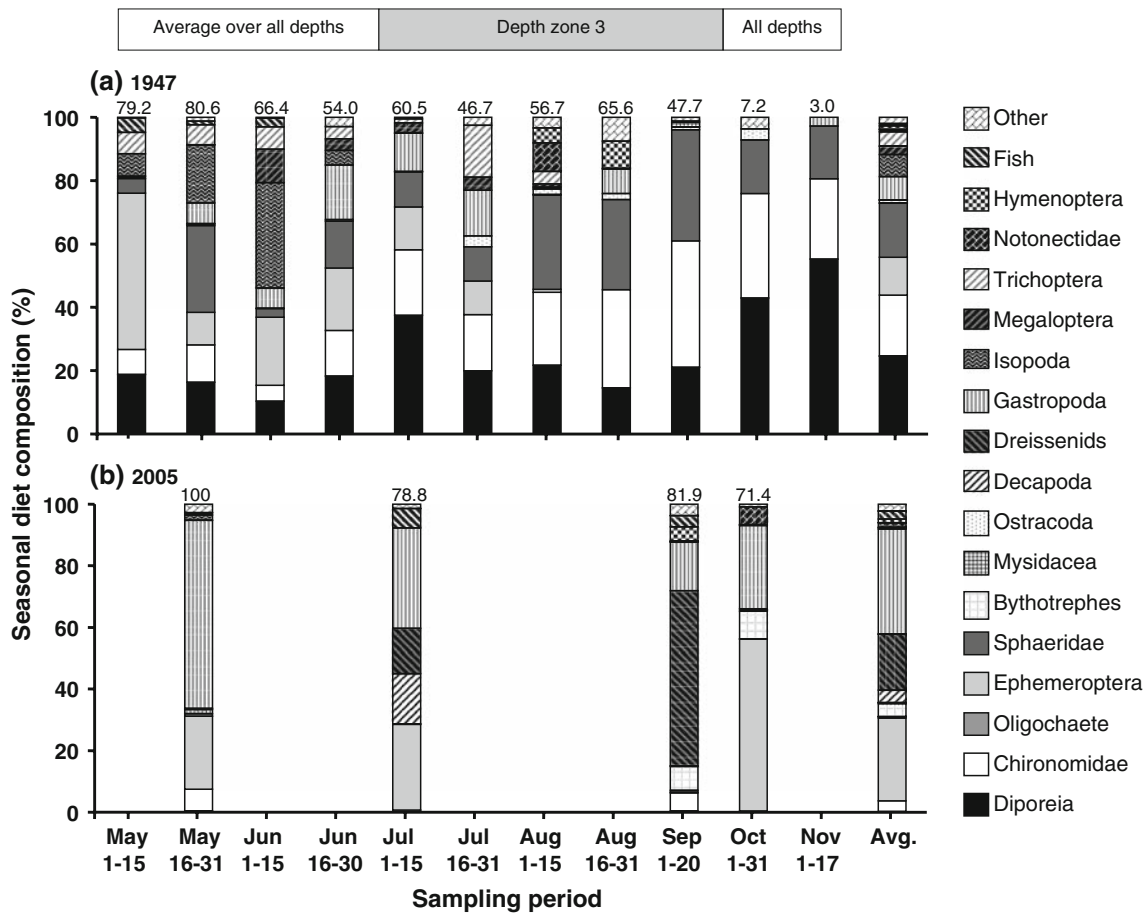 Average over all depths Depth zone 3 All depths
(a) 1947
79.2 80.6 66.4 54.0 60.5 46.7 56.7 65.6 47.7 7.2 3.0
100
80
60
40
20
0
(b) 2005
100 78.8 81.9 71.4
100
80
60
40
20
0
Seasonal diet composition (%)
May May Jun Jun Jul Jul Aug Aug Sep Oct Nov Avg.
1-15 16-31 1-15 16-30 1-15 16-31 1-15 16-31 1-20 1-31 1-17
Sampling period
Other
Fish
Hymenoptera
Notonectidae
Trichoptera
Megaloptera
Isopoda
Gastropoda
Dreissenids
Decapoda
Ostracoda
Mysidacea
Bythotrephes
Sphaeridae
Ephemeroptera
Oligochaete
Chironomidae
Diporeia